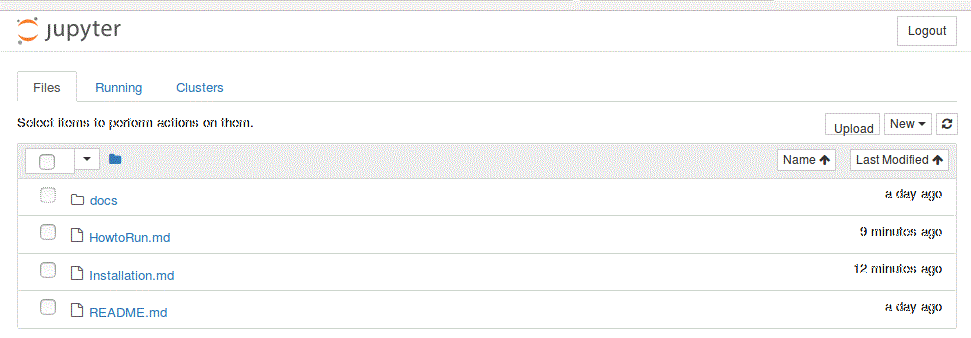 jupyter
Logout
Files Running Clusters
Select items to perform actions on them.
Upload New
Name Last Modified
docs a day ago
HowtoRun.md 9 minutes ago
Installation.md 12 minutes ago
README.md a day ago